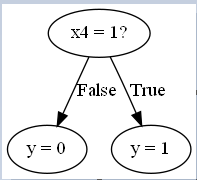 x4 = 1?
False True
y = 0 y = 1